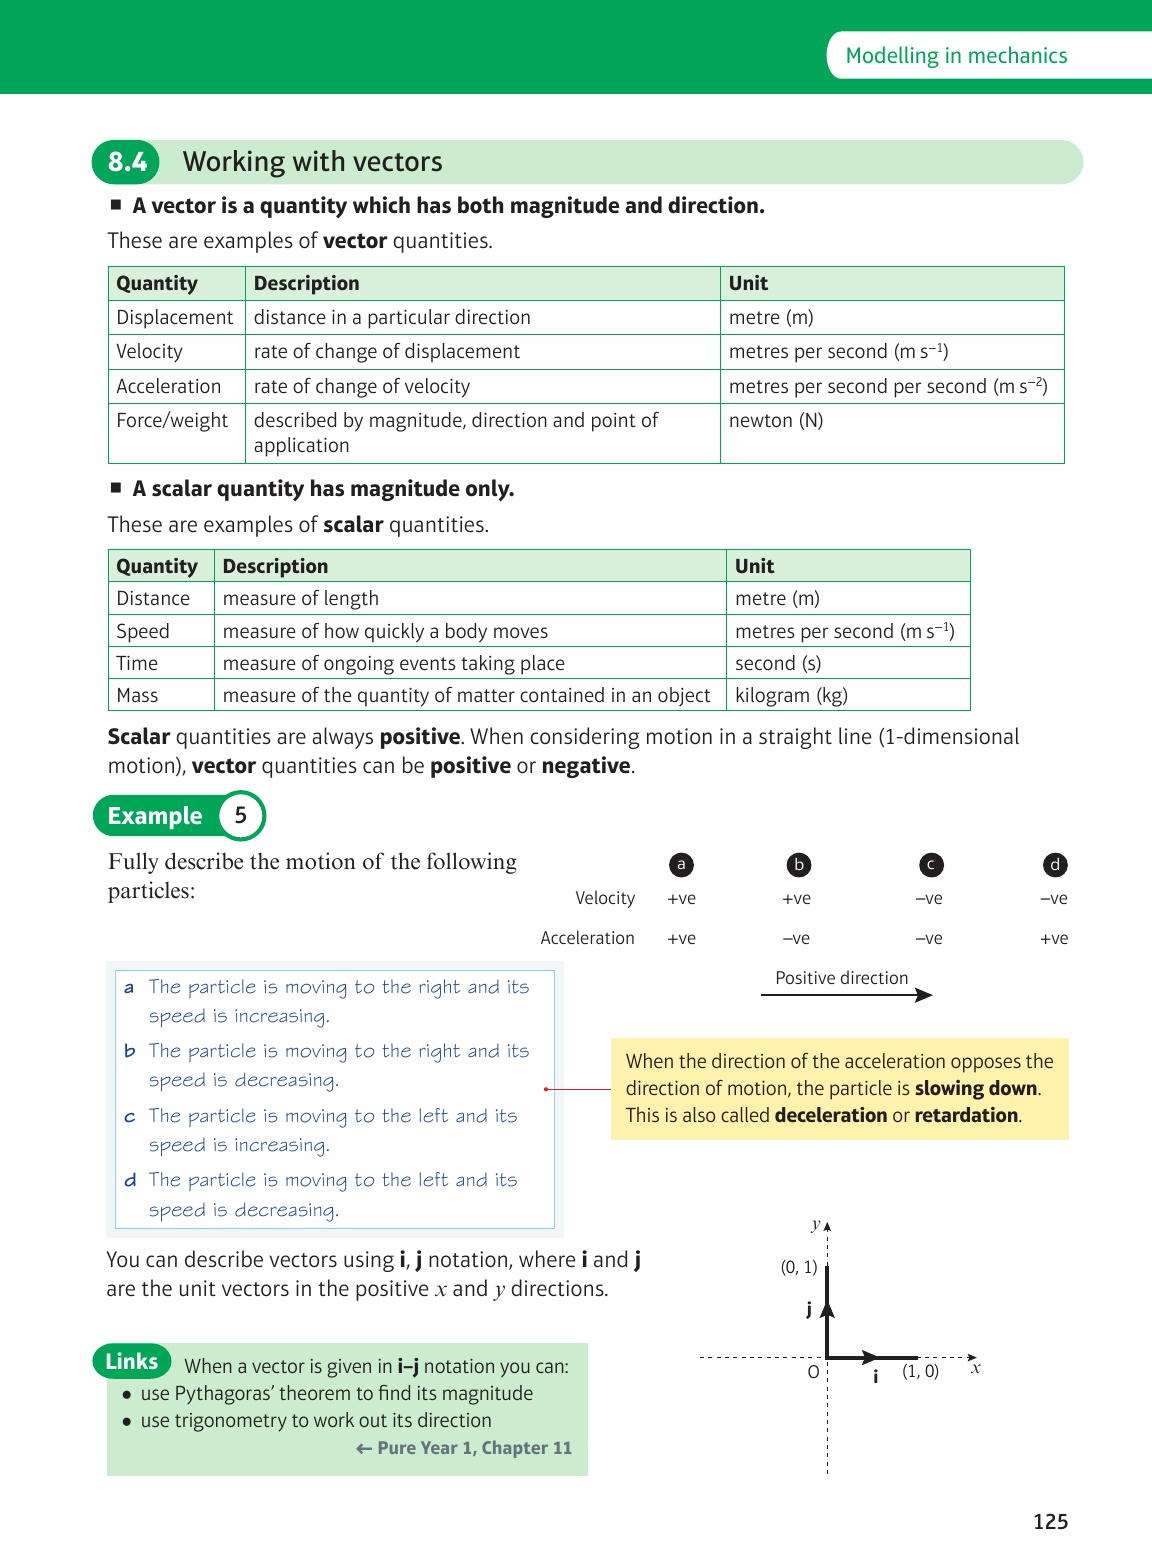 Modelling in mechanics
8.4 Working with vectors
■ A vector is a quantity which has both magnitude and direction.
These are examples of vector quantities.
Quantity Description Unit
Displacement distance in a particular direction metre (m)
Velocity rate of change of displacement metres per second (m s⁻¹)
Acceleration rate of change of velocity metres per second per second (m s⁻²)
Force/weight described by magnitude, direction and point of newton (N)
application
■ A scalar quantity has magnitude only.
These are examples of scalar quantities.
Quantity Description Unit
Distance measure of length metre (m)
Speed measure of how quickly a body moves metres per second (m s⁻¹)
Time measure of ongoing events taking place second (s)
Mass measure of the quantity of matter contained in an object kilogram (kg)
Scalar quantities are always positive. When considering motion in a straight line (1-dimensional
motion), vector quantities can be positive or negative.
Example 5
Fully describe the motion of the following
particles:
a b c d
Velocity +ve +ve –ve –ve
Acceleration +ve –ve –ve +ve
Positive direction
a The particle is moving to the right and its
speed is increasing.
b The particle is moving to the right and its
speed is decreasing.
c The particle is moving to the left and its
speed is increasing.
d The particle is moving to the left and its
speed is decreasing.
When the direction of the acceleration opposes the
direction of motion, the particle is slowing down.
This is also called deceleration or retardation.
You can describe vectors using i, j notation, where i and j
are the unit vectors in the positive x and y directions.
y
(0, 1)
j
O i (1, 0) x
Links When a vector is given in i–j notation you can:
● use Pythagoras' theorem to find its magnitude
● use trigonometry to work out its direction
← Pure Year 1, Chapter 11
125